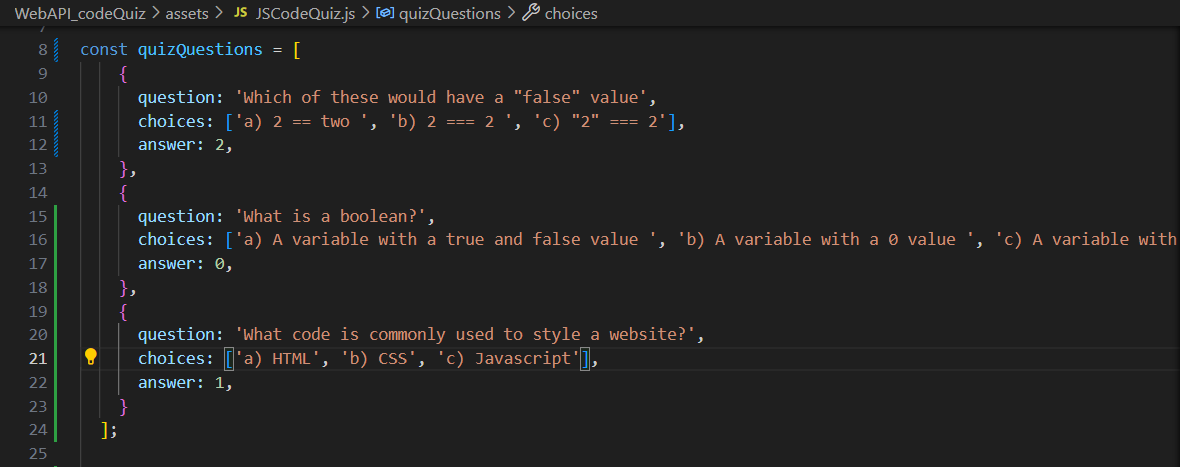 WebAPI_codeQuiz > assets > JS JSCodeQuiz.js > quizQuestions > choices
8 const quizQuestions = [
9 {
10 question: 'Which of these would have a "false" value',
11 choices: ['a) 2 == two ', 'b) 2 === 2 ', 'c) "2" === 2'],
12 answer: 2,
13 },
14 {
15 question: 'What is a boolean?',
16 choices: ['a) A variable with a true and false value ', 'b) A variable with a 0 value ', 'c) A variable with
17 answer: 0,
18 },
19 {
20 question: 'What code is commonly used to style a website?',
21 choices: ['a) HTML', 'b) CSS', 'c) Javascript'],
22 answer: 1,
23 }
24 ];
25